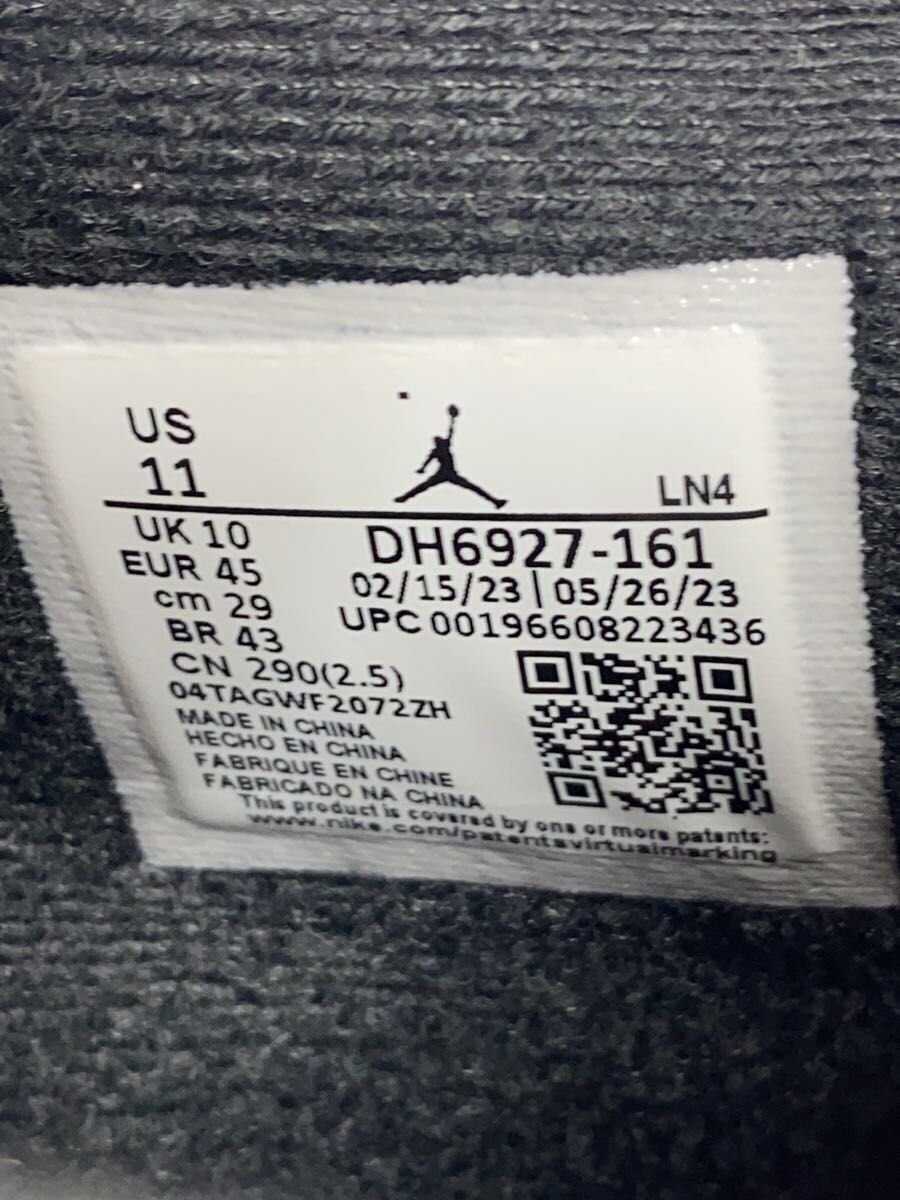 US
11
LN4
UK 10
DH6927-161
EUR 45
02/15/23 | 05/26/23
cm 29
UPC 00196608223436
BR 43
CN 290(2.5)
04TAGWF2072ZH
MADE IN CHINA
HECHO EN CHINA
FABRIQUE EN CHINE
FABRICADO NA CHINA
This product is covered by one or more patents:
www.nike.com/patentsvirtualmarking